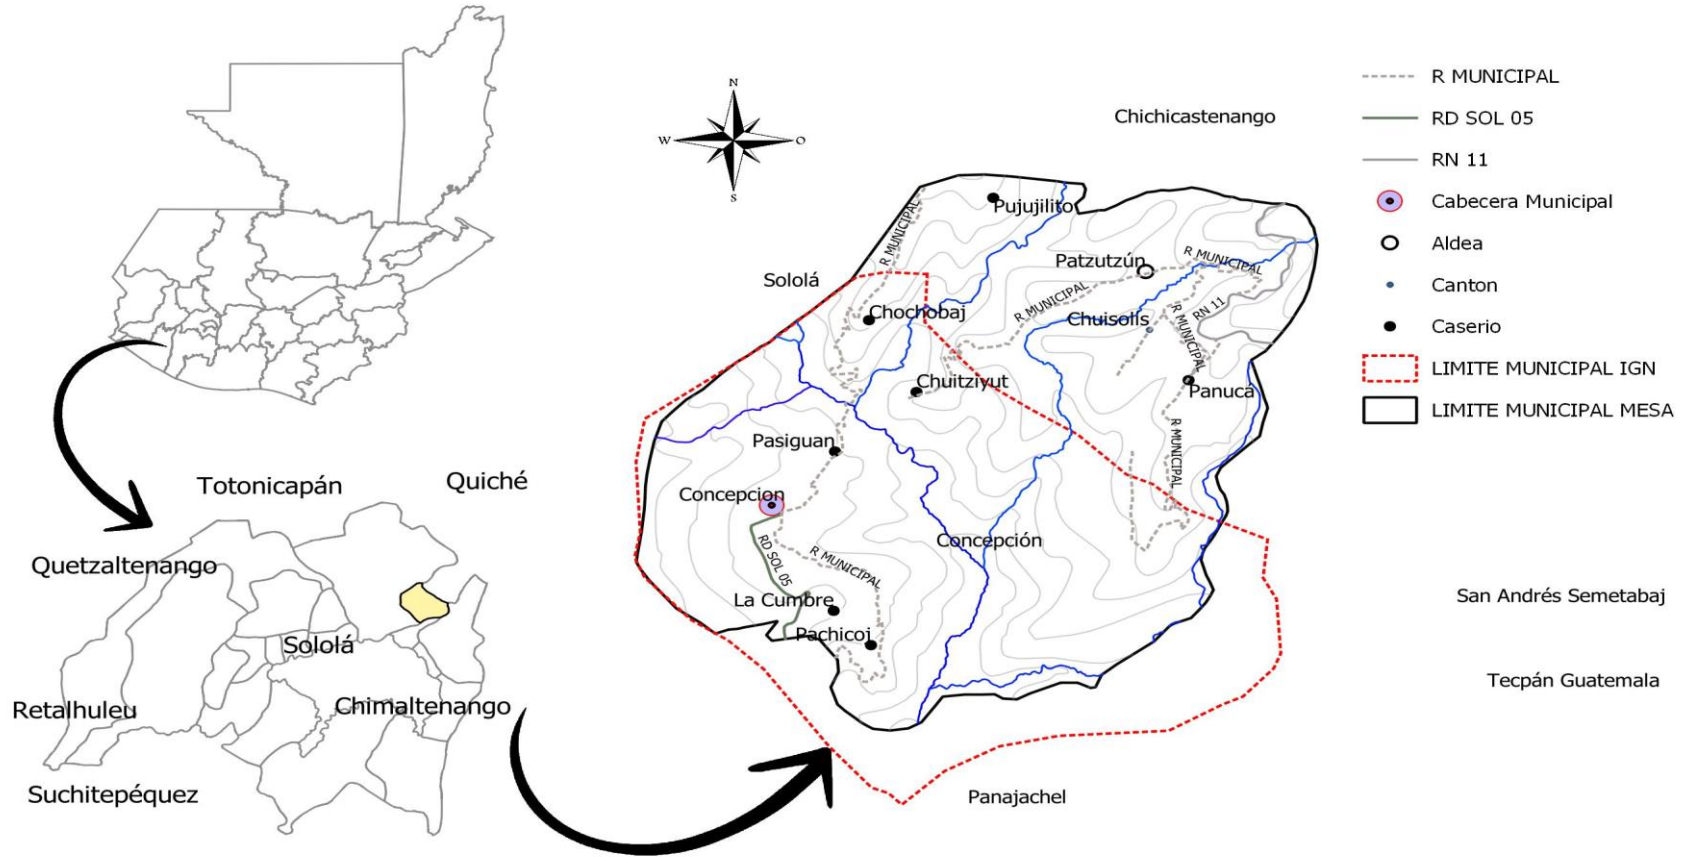 N
W
O
S
Chichicastenango
Sololá
Pujujilito
R MUNICIPAL
Patzutzún
R MUNICIPAL
R MUNICIPAL
RN 11
Chochobaj
Chuisolís
R MUNICIPAL
Chuitziyut
Panucá
R MUNICIPAL
Pasiguan
Concepcion
Concepción
RD SOL 05
R MUNICIPAL
La Cumbre
Pachicoj
San Andrés Semetabaj
Tecpán Guatemala
Panajachel
R MUNICIPAL
RD SOL 05
RN 11
Cabecera Municipal
Aldea
Canton
Caserio
LIMITE MUNICIPAL IGN
LIMITE MUNICIPAL MESA
Totonicapán
Quiché
Quetzaltenango
Sololá
Retalhuleu
Chimaltenango
Suchitepéquez